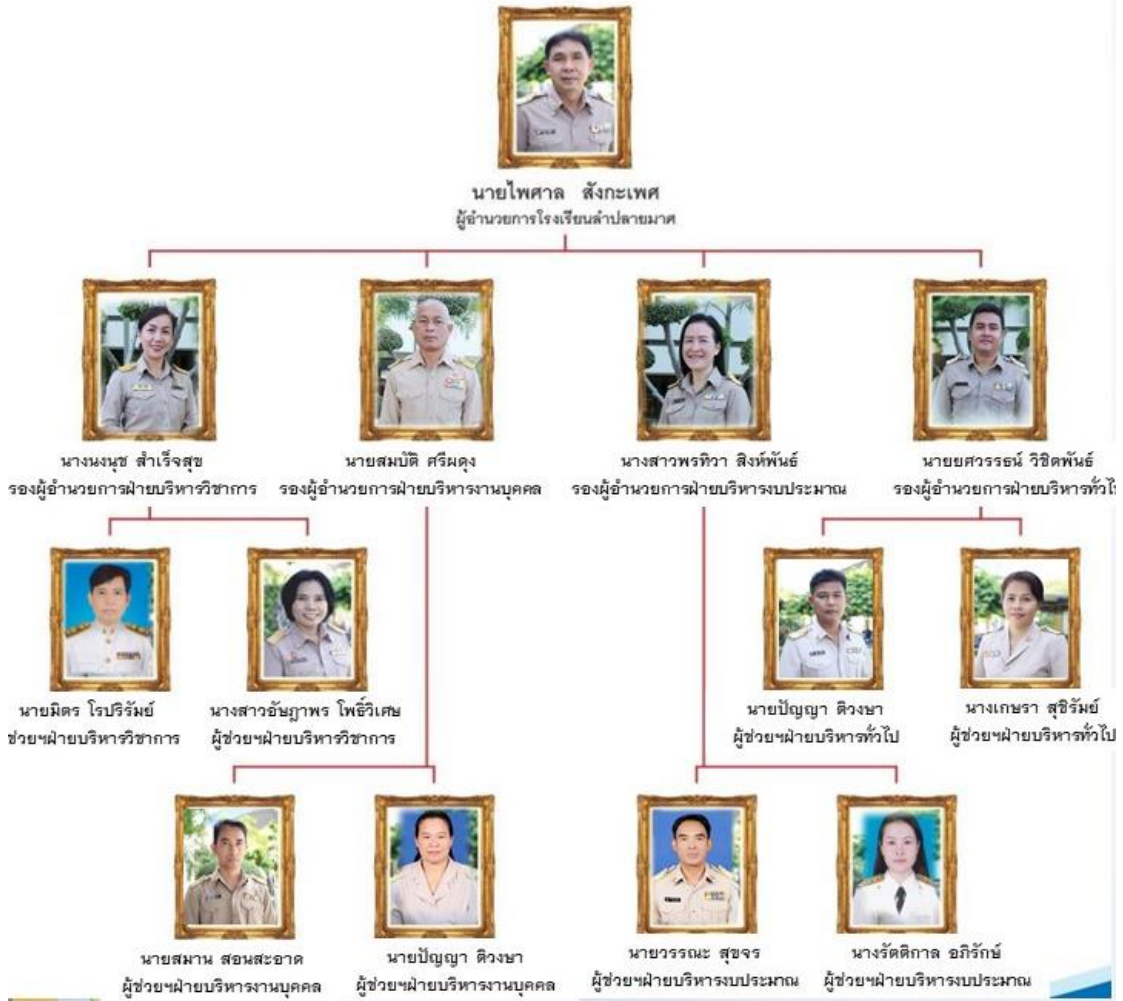 นายไพศาล สังกะเพศ
ผู้อำนวยการโรงเรียนลำปลายมาศ
นางนงนุช สำเร็จสุข
รองผู้อำนวยการฝ่ายบริหารวิชาการ
นายสมบัติ ศรีผดุง
รองผู้อำนวยการฝ่ายบริหารงานบุคคล
นางสาวพรทิวา สิงห์พันธ์
รองผู้อำนวยการฝ่ายบริหารงบประมาณ
นายยศวรรธน์ วิชิตพันธ์
รองผู้อำนวยการฝ่ายบริหารทั่วไป
นายมิตร โรปริรัมย์
ช่วยฯฝ่ายบริหารวิชาการ
นางสาวอัษฎาพร โพธิ์วิเศษ
ผู้ช่วยฯฝ่ายบริหารวิชาการ
นายปัญญา ติวงษา
ผู้ช่วยฯฝ่ายบริหารทั่วไป
นางเกษรา สุชิรัมย์
ผู้ช่วยฯฝ่ายบริหารทั่วไป
นายสมาน สอนสะอาด
ผู้ช่วยฯฝ่ายบริหารงานบุคคล
นายปัญญา ติวงษา
ผู้ช่วยฯฝ่ายบริหารงานบุคคล
นายวรรณะ สุขจร
ผู้ช่วยฯฝ่ายบริหารงบประมาณ
นางรัตติกาล อภิรักษ์
ผู้ช่วยฯฝ่ายบริหารงบประมาณ